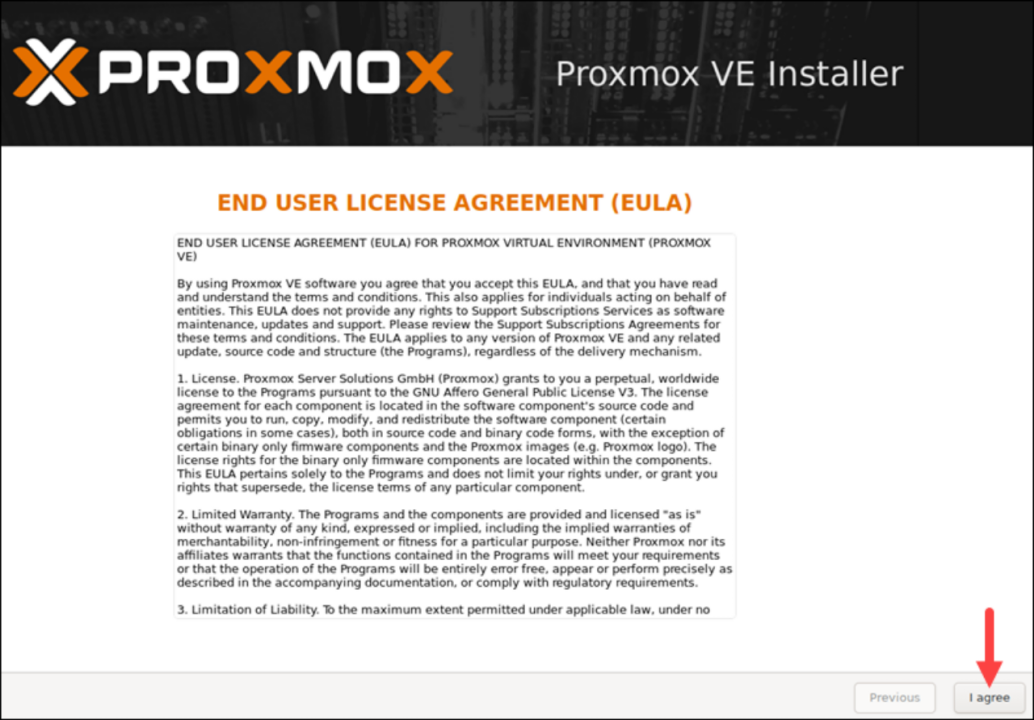 PROXMOX
Proxmox VE Installer
END USER LICENSE AGREEMENT (EULA)
END USER LICENSE AGREEMENT (EULA) FOR PROXMOX VIRTUAL ENVIRONMENT (PROXMOX
VE)
By using Proxmox VE software you agree that you accept this EULA, and that you have read
and understand the terms and conditions. This also applies for individuals acting on behalf of
entities. This EULA does not provide any rights to Support Subscriptions Services as software
maintenance, updates and support. Please review the Support Subscriptions Agreements for
these terms and conditions. The EULA applies to any version of Proxmox VE and any related
update, source code and structure (the Programs), regardless of the delivery mechanism.
1. License. Proxmox Server Solutions GmbH (Proxmox) grants to you a perpetual, worldwide
license to the Programs pursuant to the GNU Affero General Public License V3. The license
agreement for each component is located in the software component's source code and
permits you to run, copy, modify, and redistribute the software component (certain
obligations in some cases), both in source code and binary code forms, with the exception of
certain binary only firmware components and the Proxmox images (e.g. Proxmox logo). The
license rights for the binary only firmware components are located within the components.
This EULA pertains solely to the Programs and does not limit your rights under, or grant you
rights that supersede, the license terms of any particular component.
2. Limited Warranty. The Programs and the components are provided and licensed "as is"
without warranty of any kind, expressed or implied, including the implied warranties of
merchantability, non-infringement or fitness for a particular purpose. Neither Proxmox nor its
affiliates warrants that the functions contained in the Programs will meet your requirements
or that the operation of the Programs will be entirely error free, appear or perform precisely as
described in the accompanying documentation, or comply with regulatory requirements.
3. Limitation of Liability. To the maximum extent permitted under applicable law, under no
Previous
I agree